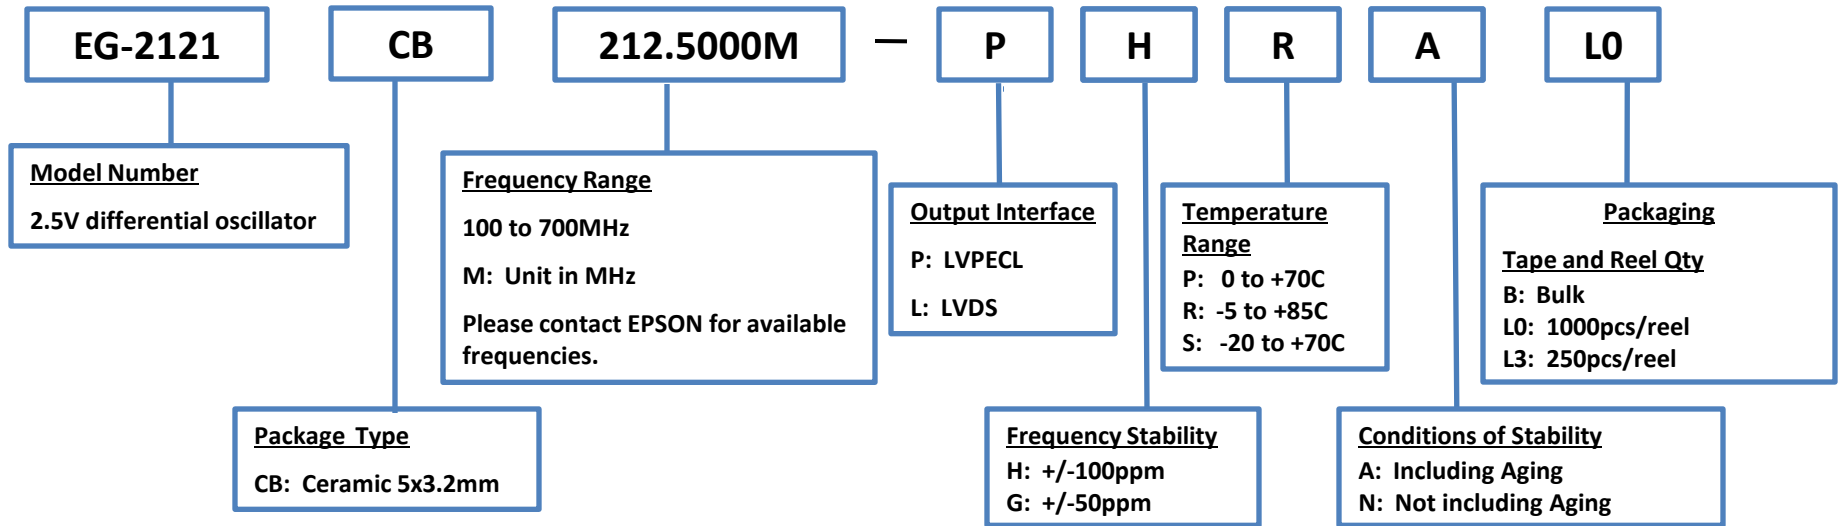 EG-2121 CB 212.5000M – P H R A L0
Model Number
2.5V differential oscillator
Frequency Range
100 to 700MHz
M: Unit in MHz
Please contact EPSON for available
frequencies.
Output Interface
P: LVPECL
L: LVDS
Temperature
Range
P: 0 to +70C
R: -5 to +85C
S: -20 to +70C
Packaging
Tape and Reel Qty
B: Bulk
L0: 1000pcs/reel
L3: 250pcs/reel
Package Type
CB: Ceramic 5x3.2mm
Frequency Stability
H: +/-100ppm
G: +/-50ppm
Conditions of Stability
A: Including Aging
N: Not including Aging